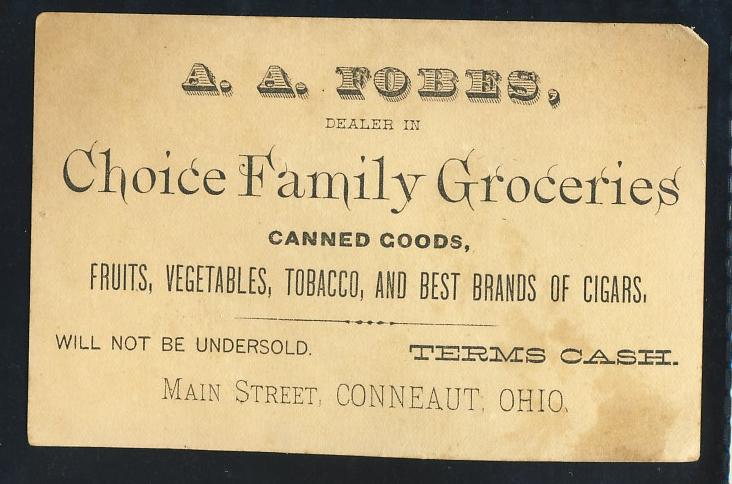 A. A. FOBES,
DEALER IN
Choice Family Groceries
CANNED GOODS,
FRUITS, VEGETABLES, TOBACCO, AND BEST BRANDS OF CIGARS.
WILL NOT BE UNDERSOLD. TERMS CASH.
MAIN STREET, CONNEAUT, OHIO.